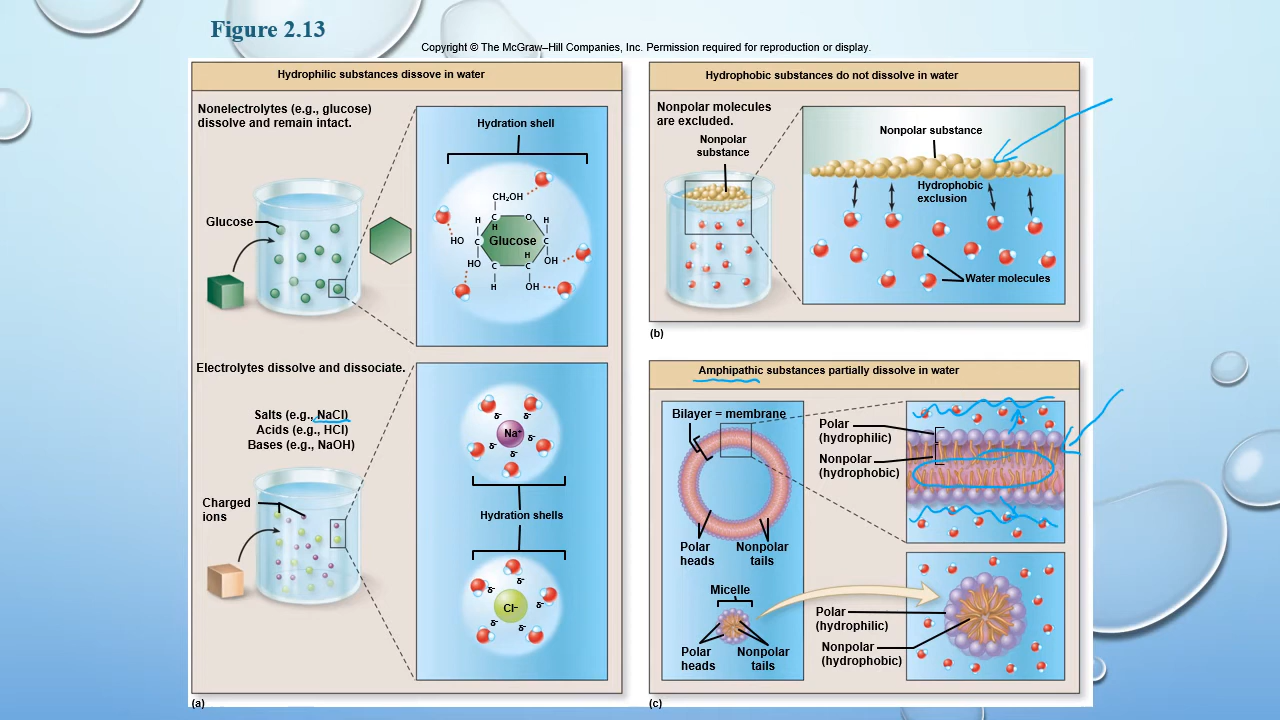 Figure 2.13
Copyright © The McGraw–Hill Companies, Inc. Permission required for reproduction or display.
Hydrophilic substances dissove in water
Nonelectrolytes (e.g., glucose)
dissolve and remain intact.
Glucose
Hydration shell
CH₂OH
H
C
H
O
H
C
HO
C
Glucose
H
C
OH
HO
C
C
H
OH
Electrolytes dissolve and dissociate.
Salts (e.g., NaCl)
Acids (e.g., HCl)
Bases (e.g., NaOH)
Charged
ions
δ⁻
δ⁻
Na⁺
δ⁻
δ⁻
δ⁻
Hydration shells
δ⁻
δ⁻
δ⁻
Cl⁻
δ⁻
δ⁻
(a)
Hydrophobic substances do not dissolve in water
Nonpolar molecules
are excluded.
Nonpolar
substance
Nonpolar substance
Hydrophobic
exclusion
Water molecules
(b)
Amphipathic substances partially dissolve in water
Bilayer = membrane
Polar
(hydrophilic)
Nonpolar
(hydrophobic)
Polar
heads
Nonpolar
tails
Micelle
Polar
heads
Nonpolar
tails
Polar
(hydrophilic)
Nonpolar
(hydrophobic)
(c)